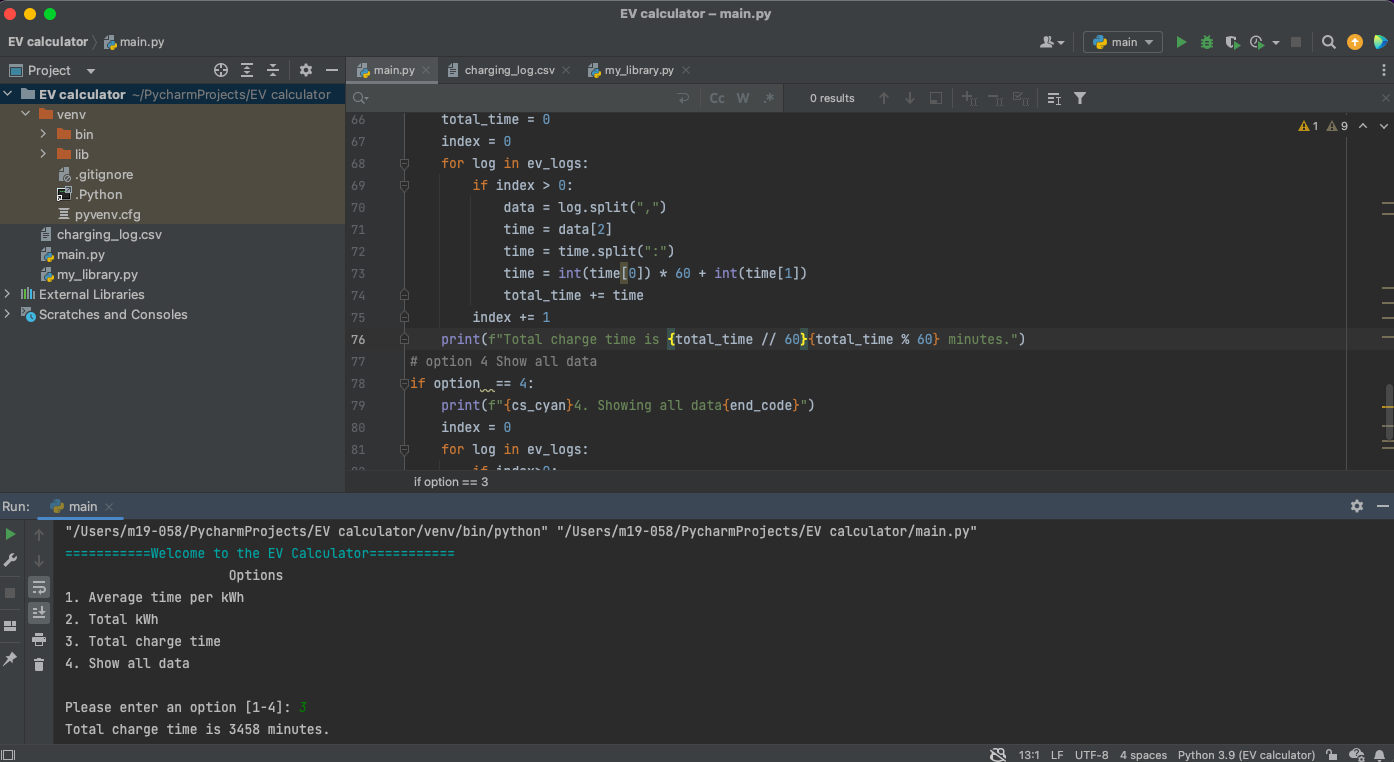 EV calculator – main.py
EV calculator main.py
main
Project
main.py charging_log.csv my_library.py
EV calculator ~/PycharmProjects/EV calculator
venv
bin
lib
.gitignore
.Python
pyvenv.cfg
charging_log.csv
main.py
my_library.py
External Libraries
Scratches and Consoles
Cc W .* 0 results
1 9
66 total_time = 0
67 index = 0
68 for log in ev_logs:
69 if index > 0:
70 data = log.split(",")
71 time = data[2]
72 time = time.split(":")
73 time = int(time[0]) * 60 + int(time[1])
74 total_time += time
75 index += 1
76 print(f"Total charge time is {total_time // 60}{total_time % 60} minutes.")
77 # option 4 Show all data
78 if option  == 4:
79 print(f"{cs_cyan}4. Showing all data{end_code}")
80 index = 0
81 for log in ev_logs:
if index>0:
if option == 3
Run: main
"/Users/m19-058/PycharmProjects/EV calculator/venv/bin/python" "/Users/m19-058/PycharmProjects/EV calculator/main.py"
===========Welcome to the EV Calculator===========
Options
1. Average time per kWh
2. Total kWh
3. Total charge time
4. Show all data
Please enter an option [1-4]: 3
Total charge time is 3458 minutes.
13:1 LF UTF-8 4 spaces Python 3.9 (EV calculator)